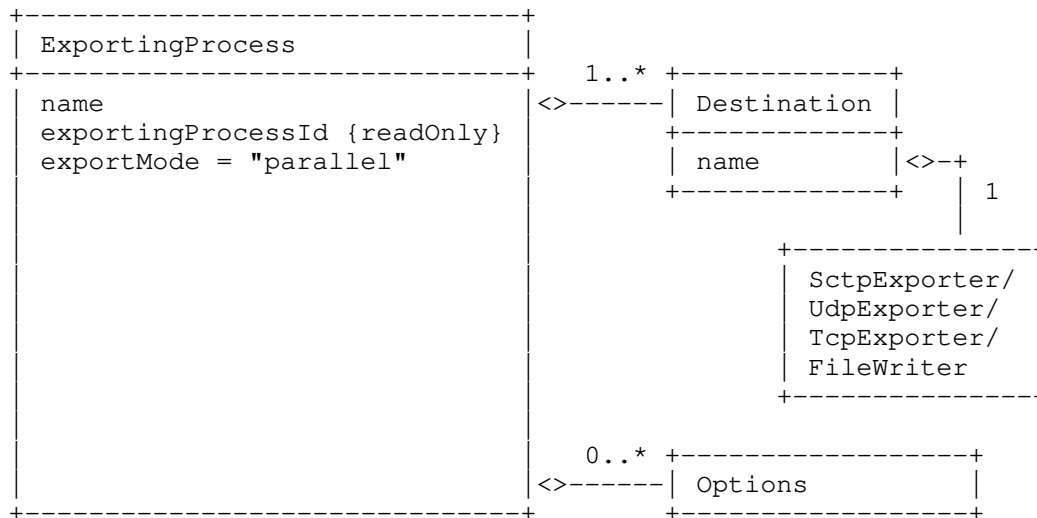 ExportingProcess
1..*
name <>------ Destination
exportingProcessId {readOnly}
exportMode = "parallel" name <>-+
1
SctpExporter/
UdpExporter/
TcpExporter/
FileWriter
0..*
<>------ Options